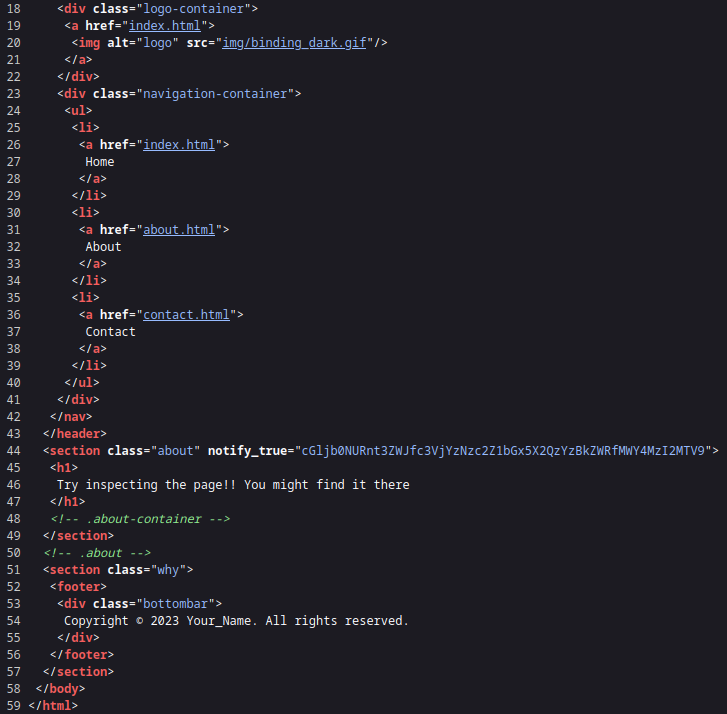 18 <div class="logo-container">
19 <a href="index.html">
20 <img alt="logo" src="img/binding_dark.gif"/>
21 </a>
22 </div>
23 <div class="navigation-container">
24 <ul>
25 <li>
26 <a href="index.html">
27 Home
28 </a>
29 </li>
30 <li>
31 <a href="about.html">
32 About
33 </a>
34 </li>
35 <li>
36 <a href="contact.html">
37 Contact
38 </a>
39 </li>
40 </ul>
41 </div>
42 </nav>
43 </header>
44 <section class="about" notify_true="cGljb0NURnt3ZWJfc3VjYzNzc2Z1bGx5X2QzYzBkZWRfMWY4MzI2MTV9">
45 <h1>
46 Try inspecting the page!! You might find it there
47 </h1>
48 <!-- .about-container -->
49 </section>
50 <!-- .about -->
51 <section class="why">
52 <footer>
53 <div class="bottombar">
54 Copyright © 2023 Your_Name. All rights reserved.
55 </div>
56 </footer>
57 </section>
58 </body>
59 </html>